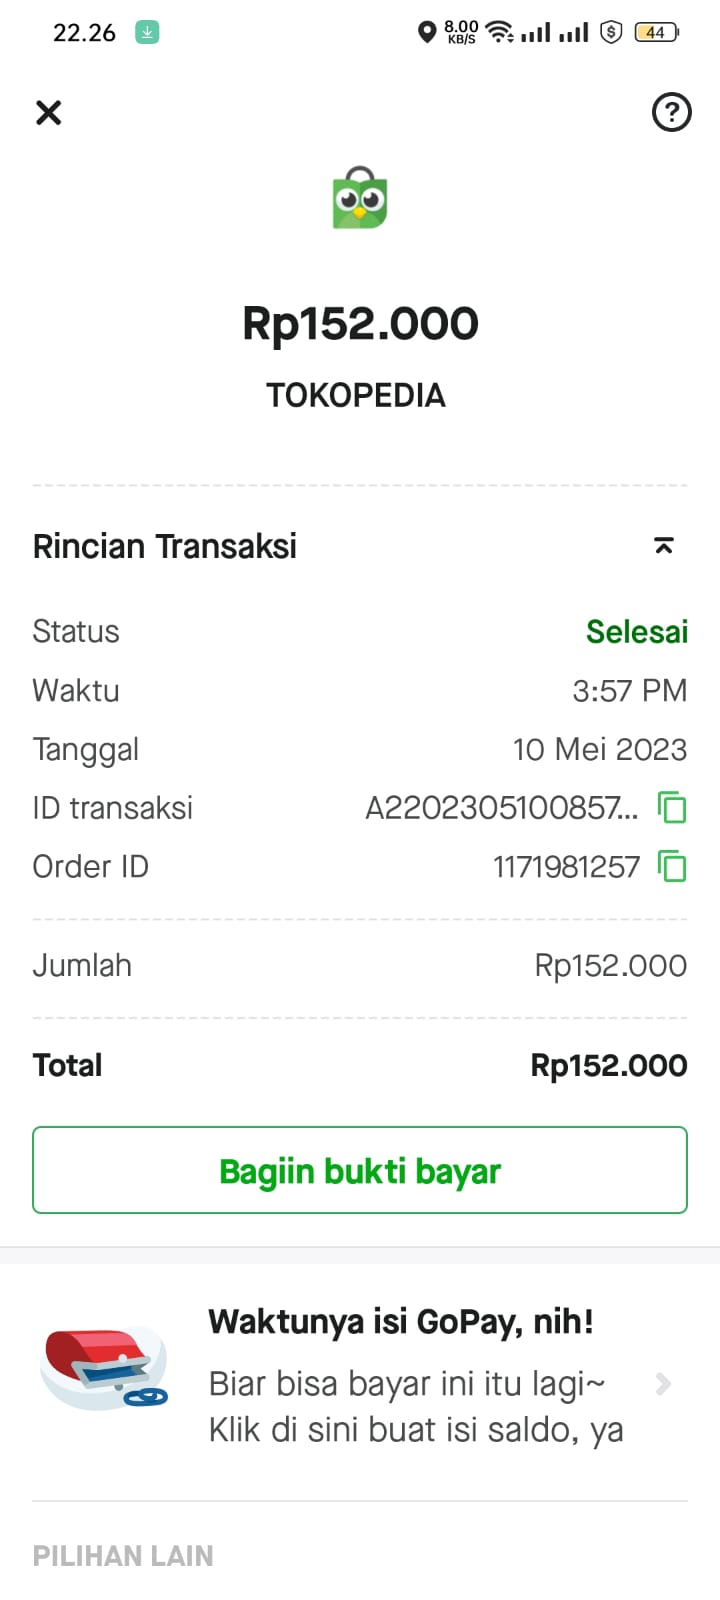 22.26
8.00
KB/S
44
Rp152.000
TOKOPEDIA
Rincian Transaksi
Status Selesai
Waktu 3:57 PM
Tanggal 10 Mei 2023
ID transaksi A2202305100857...
Order ID 1171981257
Jumlah Rp152.000
Total Rp152.000
Bagiin bukti bayar
Waktunya isi GoPay, nih!
Biar bisa bayar ini itu lagi~
Klik di sini buat isi saldo, ya
PILIHAN LAIN